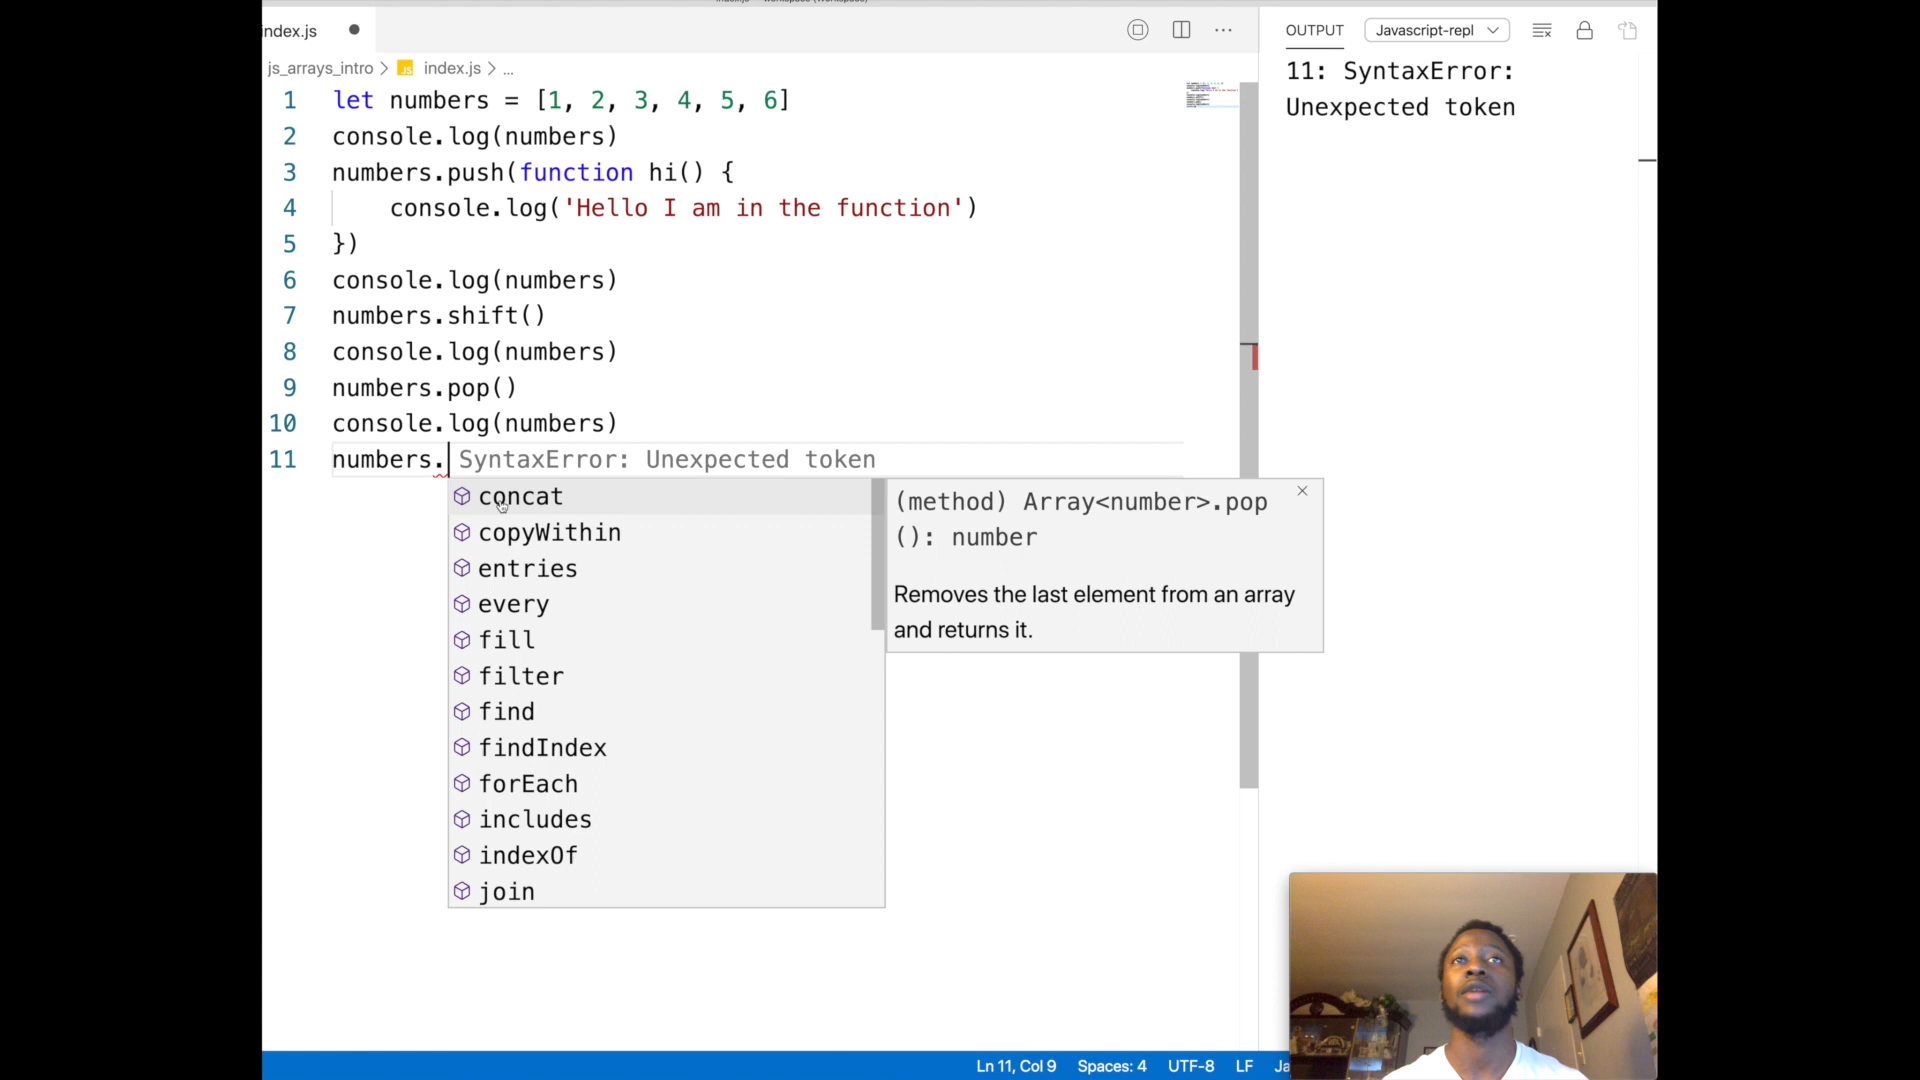 index.js
OUTPUT Javascript-repl
js_arrays_intro > JS index.js > ...
1 let numbers = [1, 2, 3, 4, 5, 6]
2 console.log(numbers)
3 numbers.push(function hi() {
4 console.log('Hello I am in the function')
5 })
6 console.log(numbers)
7 numbers.shift()
8 console.log(numbers)
9 numbers.pop()
10 console.log(numbers)
11 numbers. SyntaxError: Unexpected token
concat
copyWithin
entries
every
fill
filter
find
findIndex
forEach
includes
indexOf
join
(method) Array<number>.pop
(): number
Removes the last element from an array
and returns it.
11: SyntaxError:
Unexpected token
Ln 11, Col 9 Spaces: 4 UTF-8 LF Ja